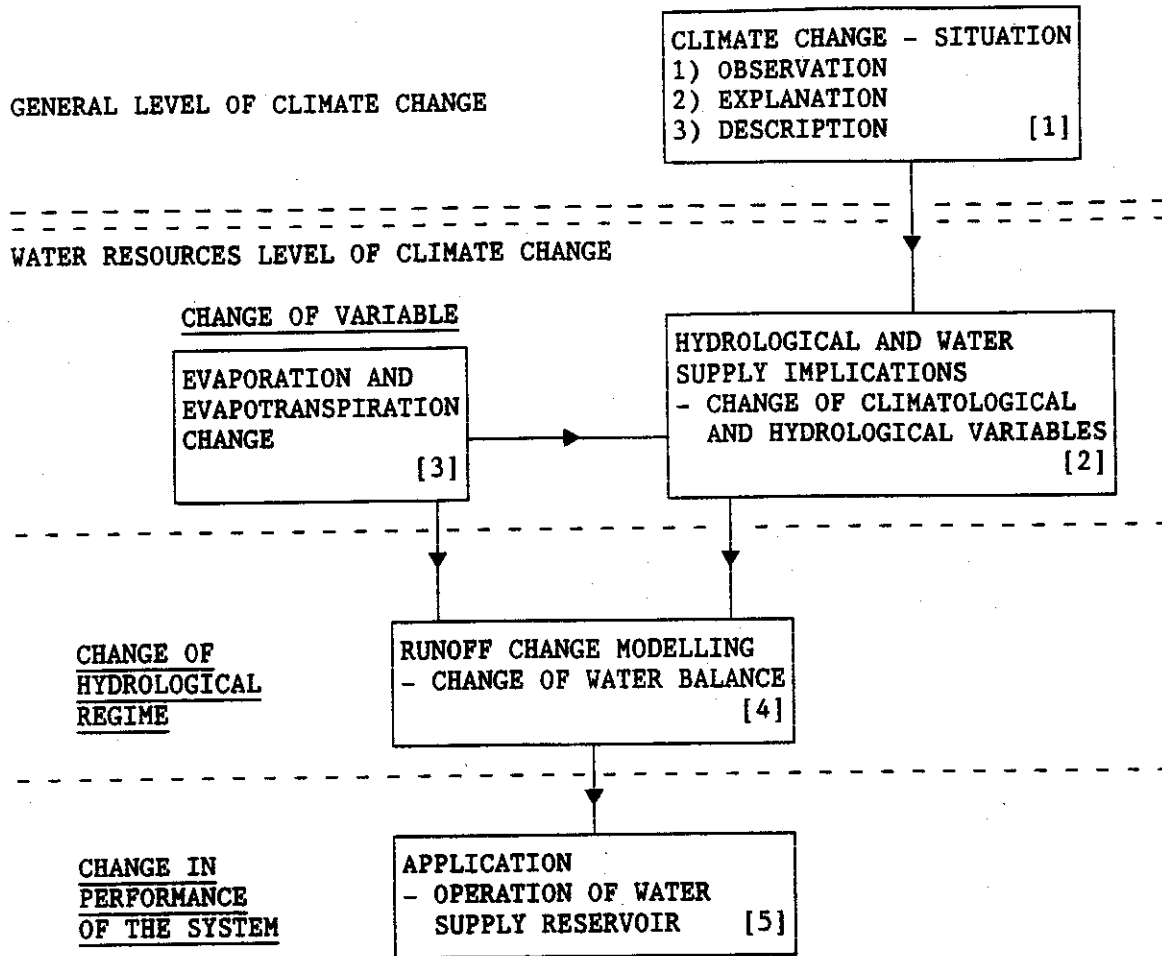 CLIMATE CHANGE – SITUATION
1) OBSERVATION
2) EXPLANATION
3) DESCRIPTION [1]
GENERAL LEVEL OF CLIMATE CHANGE
WATER RESOURCES LEVEL OF CLIMATE CHANGE
CHANGE OF VARIABLE
EVAPORATION AND
EVAPOTRANSPIRATION
CHANGE
[3]
HYDROLOGICAL AND WATER
SUPPLY IMPLICATIONS
– CHANGE OF CLIMATOLOGICAL
AND HYDROLOGICAL VARIABLES
[2]
CHANGE OF
HYDROLOGICAL
REGIME
RUNOFF CHANGE MODELLING
– CHANGE OF WATER BALANCE
[4]
CHANGE IN
PERFORMANCE
OF THE SYSTEM
APPLICATION
– OPERATION OF WATER
SUPPLY RESERVOIR [5]